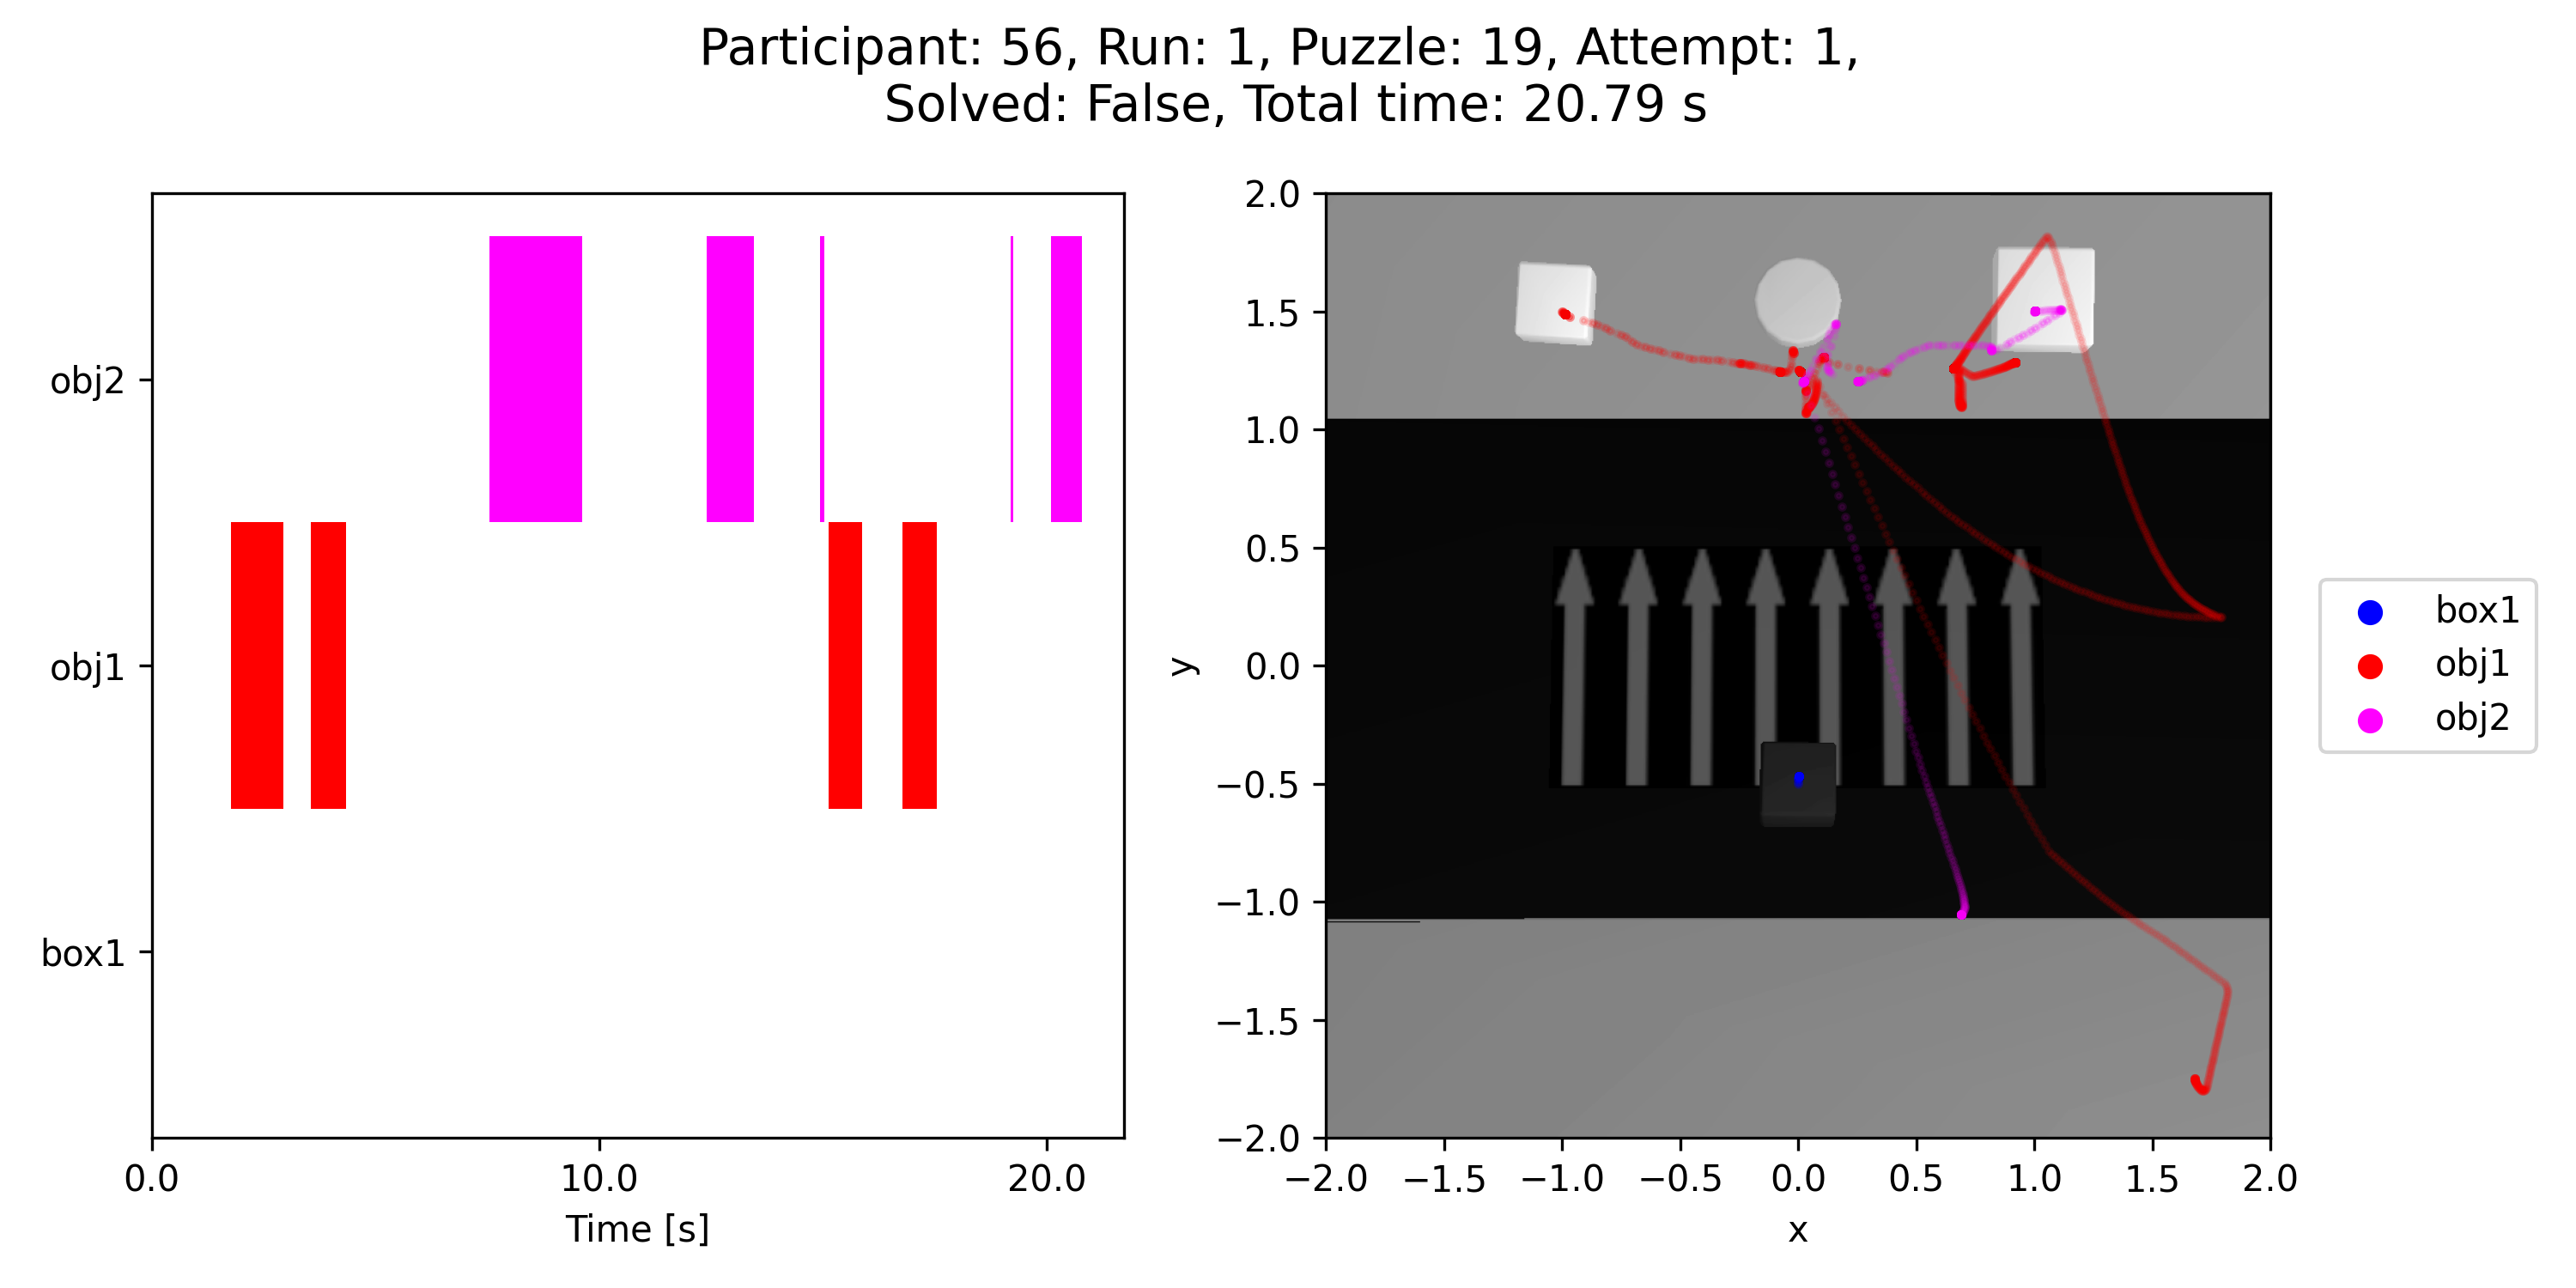 Participant: 56, Run: 1, Puzzle: 19, Attempt: 1,
Solved: False, Total time: 20.79 s
obj2
obj1
box1
0.0
10.0
20.0
Time [s]
2.0
1.5
1.0
0.5
0.0
−0.5
−1.0
−1.5
−2.0
y
−2.0
−1.5
−1.0
−0.5
0.0
0.5
1.0
1.5
2.0
x
box1
obj1
obj2